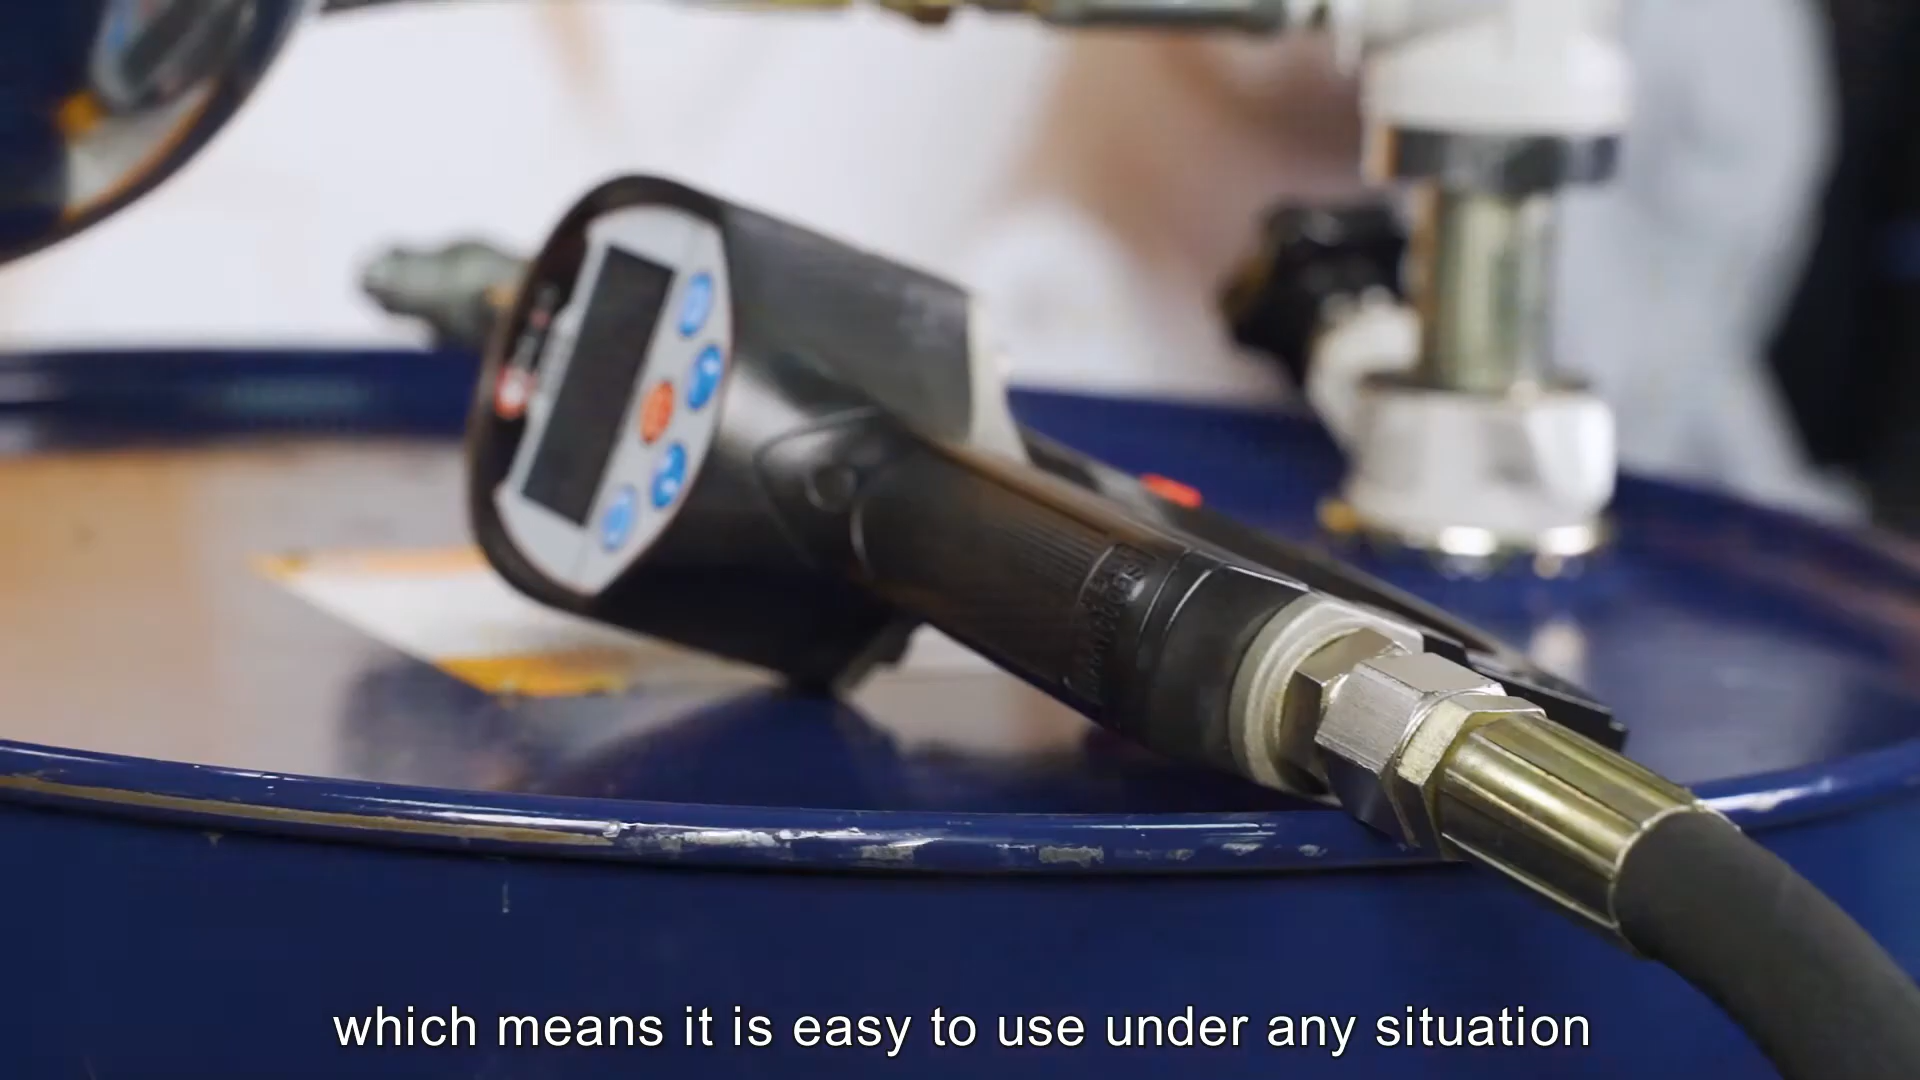 which means it is easy to use under any situation